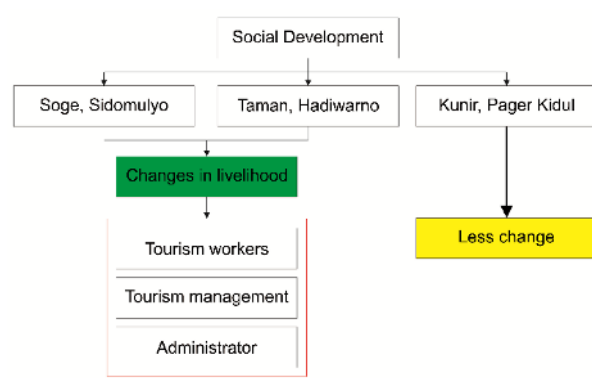 Social Development
Soge, Sidomulyo
Taman, Hadiwarno
Kunir, Pager Kidul
Changes in livelihood
Less change
Tourism workers
Tourism management
Administrator